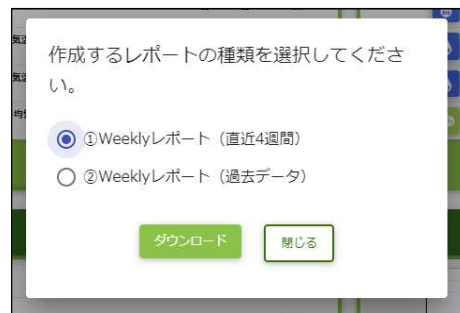 作成するレポートの種類を選択してくださ
い。
①Weeklyレポート（直近4週間）
②Weeklyレポート（過去データ）
ダウンロード
閉じる